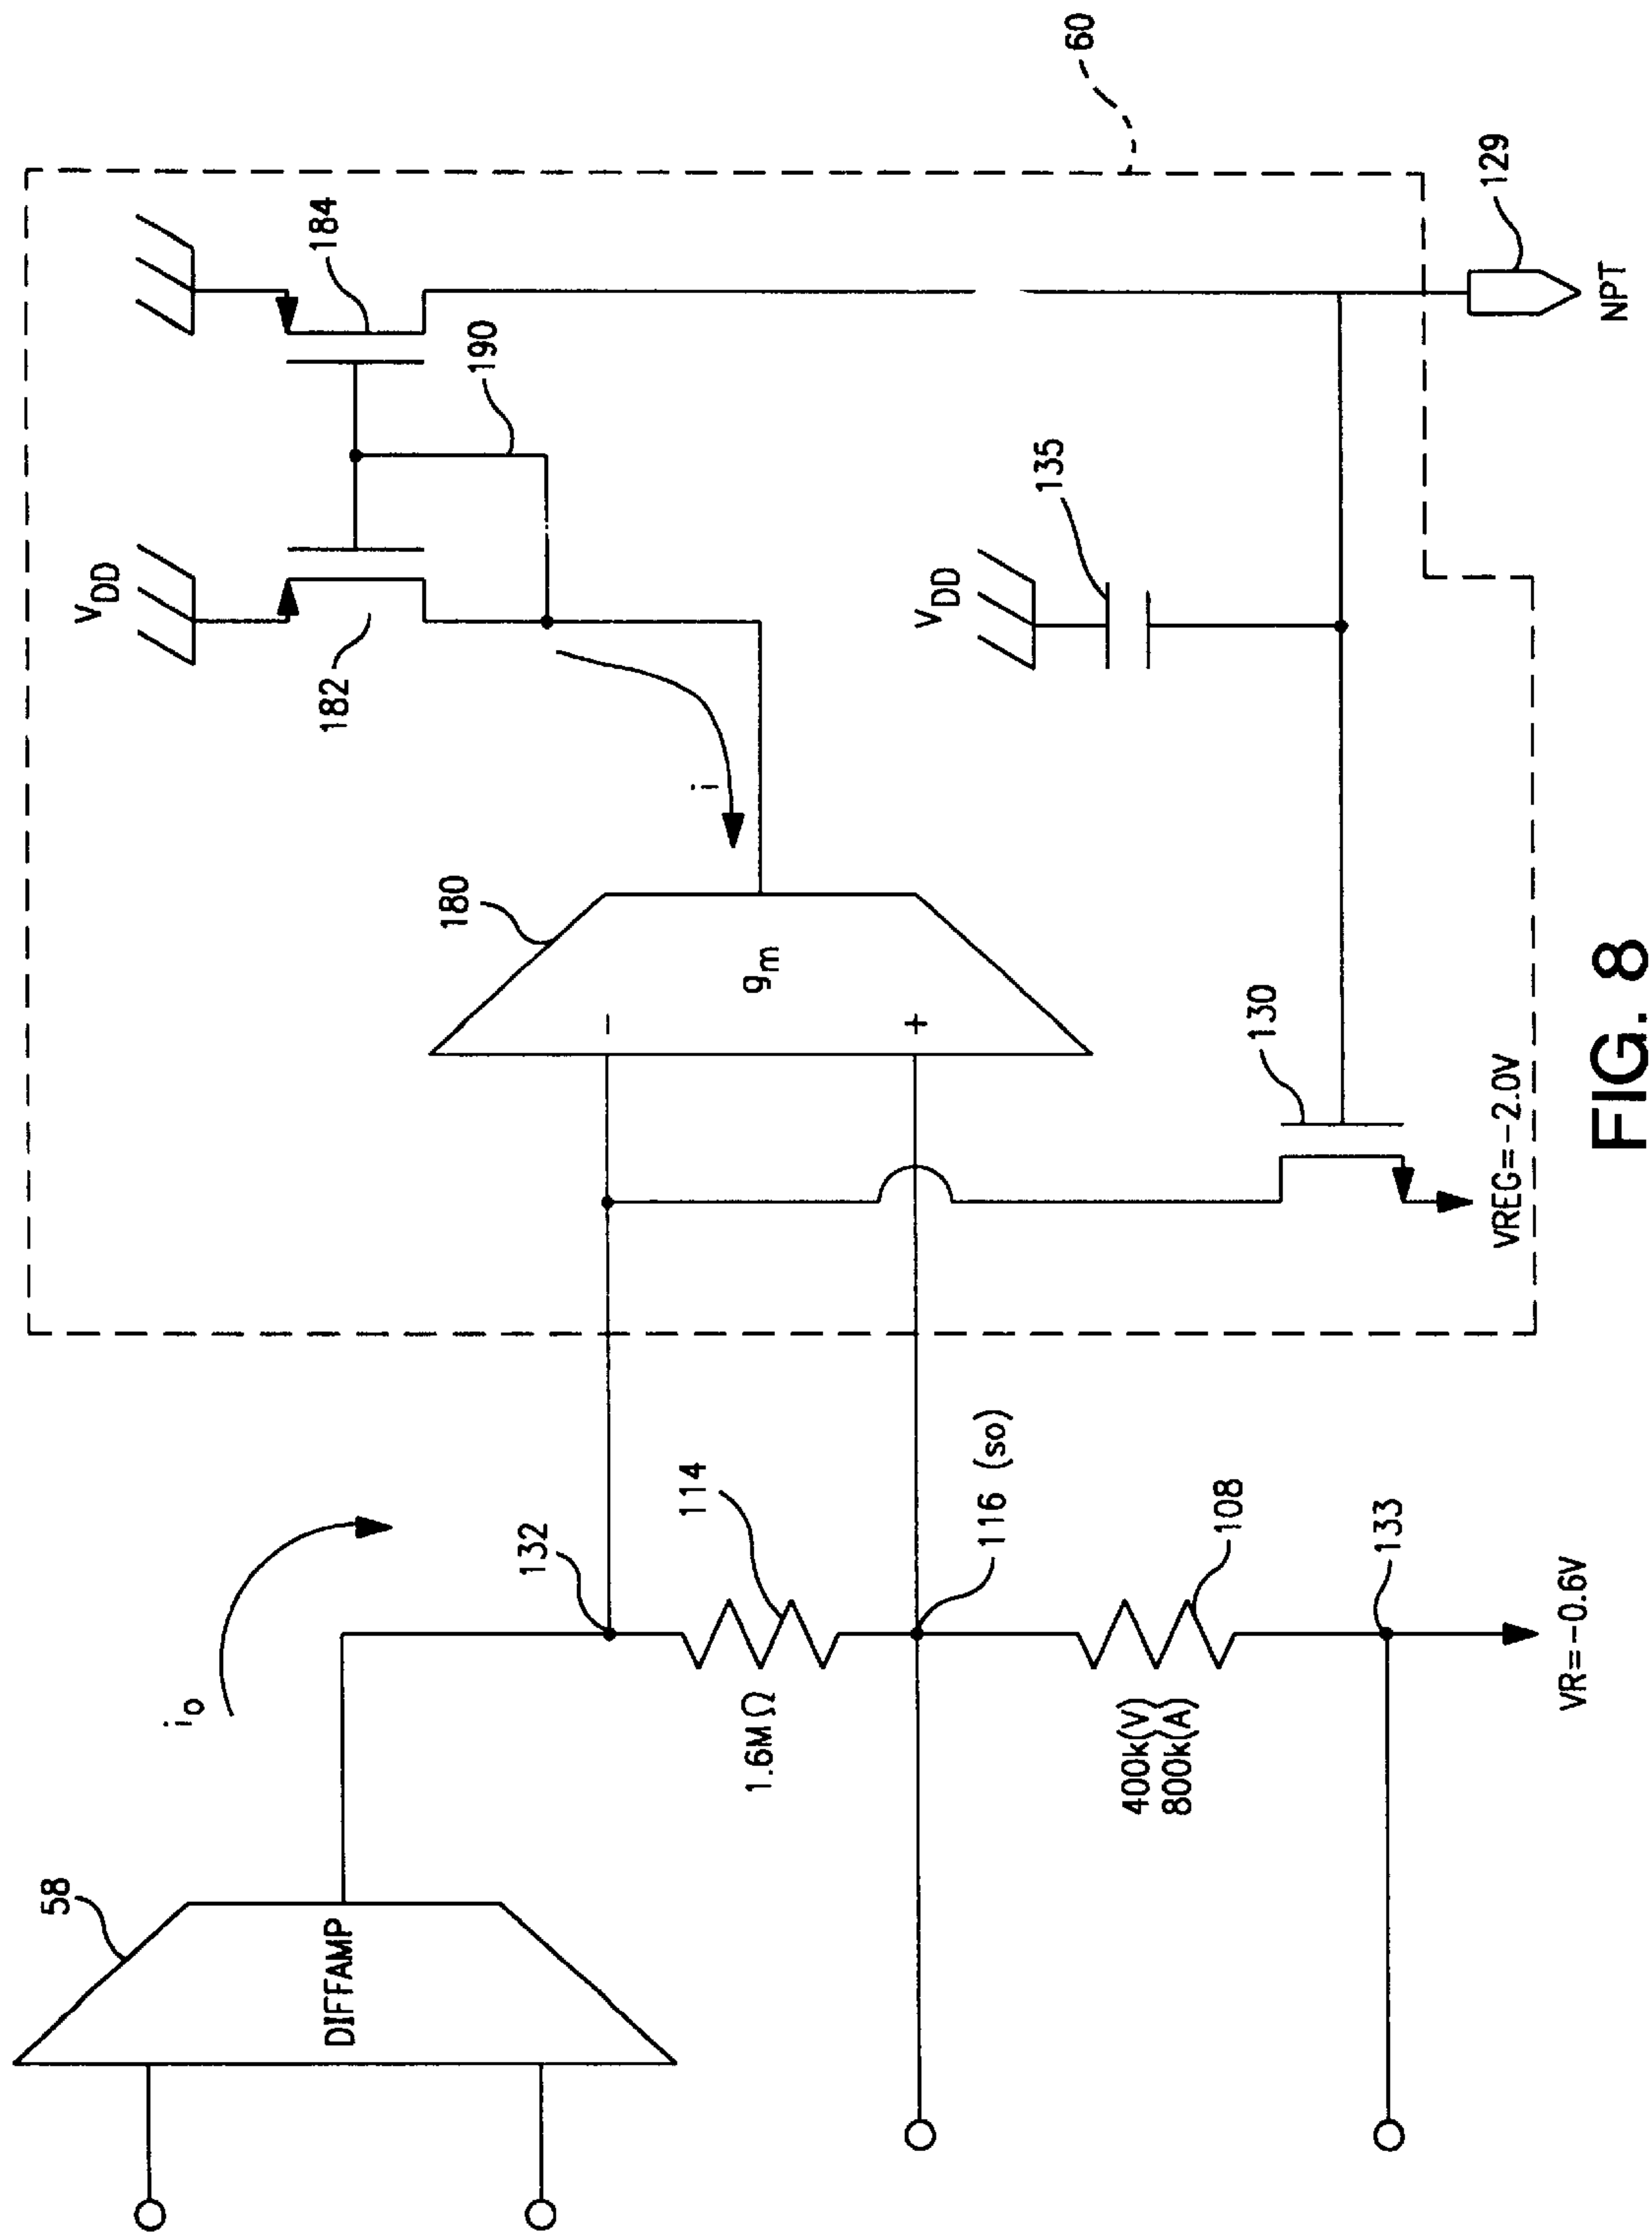 60
V_DD
184
190
182
V_DD
135
129
NPT
i
180
g_m
-
+
130
VREG=-2.0V
i_o
132
114
1.6MΩ
116 (so)
108
400k(V)
800k(A)
133
VR=-0.6V
58
DIFFAMP
FIG. 8